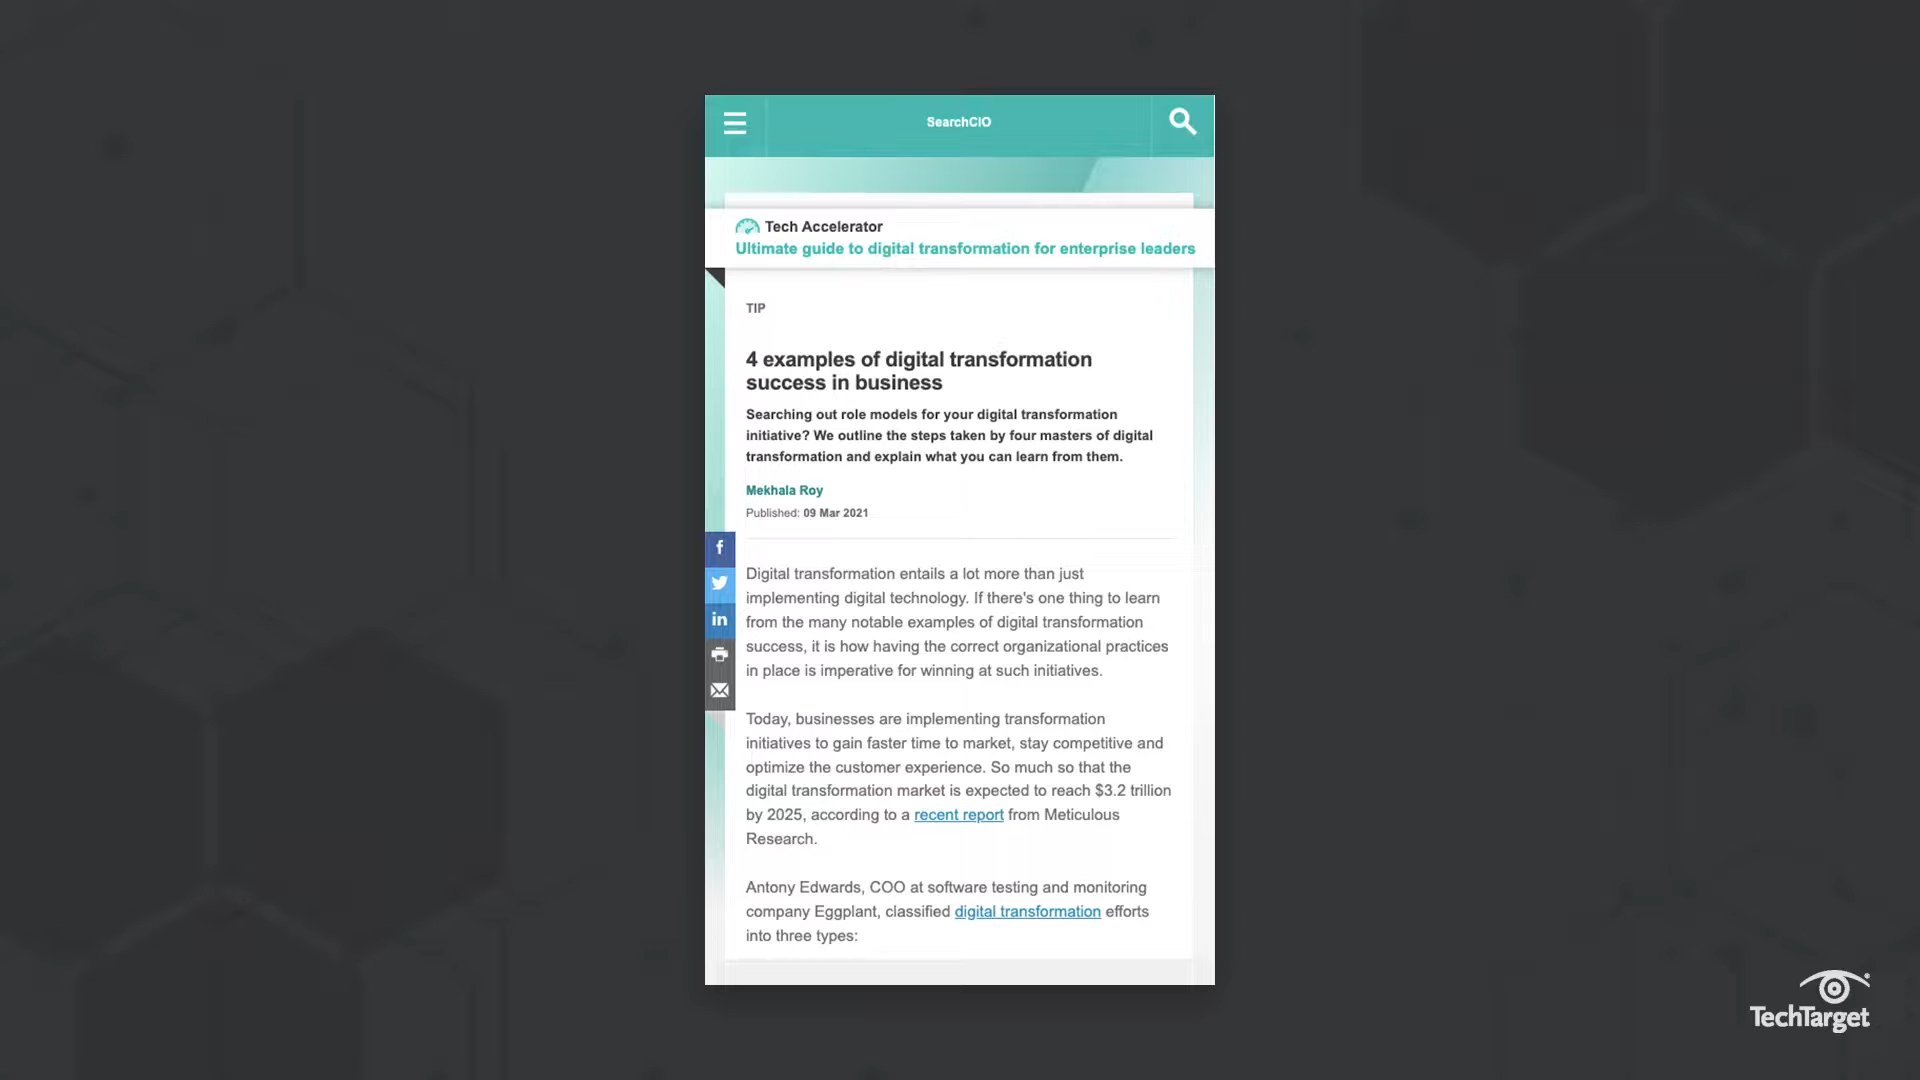 SearchCIO
Tech Accelerator
Ultimate guide to digital transformation for enterprise leaders
TIP
4 examples of digital transformation
success in business
Searching out role models for your digital transformation
initiative? We outline the steps taken by four masters of digital
transformation and explain what you can learn from them.
Mekhala Roy
Published: 09 Mar 2021
f
in
Digital transformation entails a lot more than just
implementing digital technology. If there's one thing to learn
from the many notable examples of digital transformation
success, it is how having the correct organizational practices
in place is imperative for winning at such initiatives.
Today, businesses are implementing transformation
initiatives to gain faster time to market, stay competitive and
optimize the customer experience. So much so that the
digital transformation market is expected to reach $3.2 trillion
by 2025, according to a recent report from Meticulous
Research.
Antony Edwards, COO at software testing and monitoring
company Eggplant, classified digital transformation efforts
into three types:
TechTarget